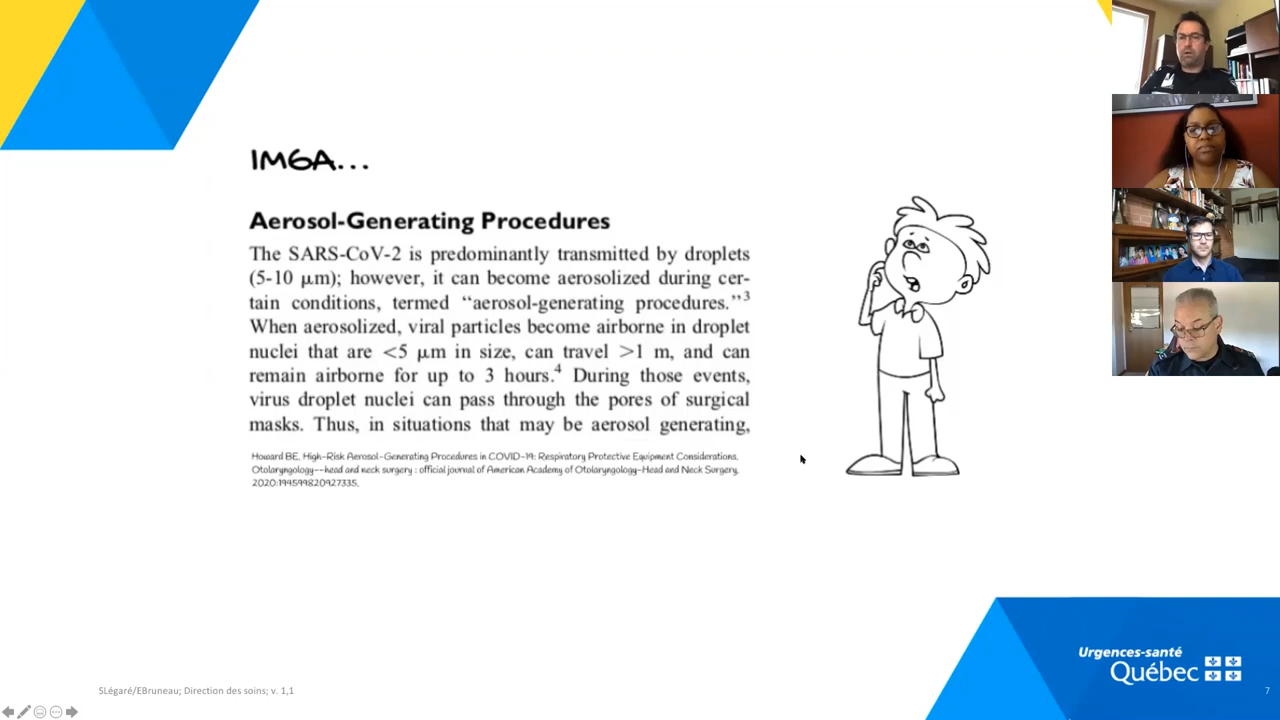 IMGA...
Aerosol-Generating Procedures
The SARS-CoV-2 is predominantly transmitted by droplets
(5-10 μm); however, it can become aerosolized during cer-
tain conditions, termed “aerosol-generating procedures.”3
When aerosolized, viral particles become airborne in droplet
nuclei that are <5 μm in size, can travel >1 m, and can
remain airborne for up to 3 hours.4 During those events,
virus droplet nuclei can pass through the pores of surgical
masks. Thus, in situations that may be aerosol generating,
Howard BE. High-Risk Aerosol-Generating Procedures in COVID-19: Respiratory Protective Equipment Considerations.
Otolaryngology--head and neck surgery : official journal of American Academy of Otolaryngology-Head and Neck Surgery.
2020:194599820927335.
Urgences-santé
Québec
SLégaré/EBruneau; Direction des soins; v. 1,1
7